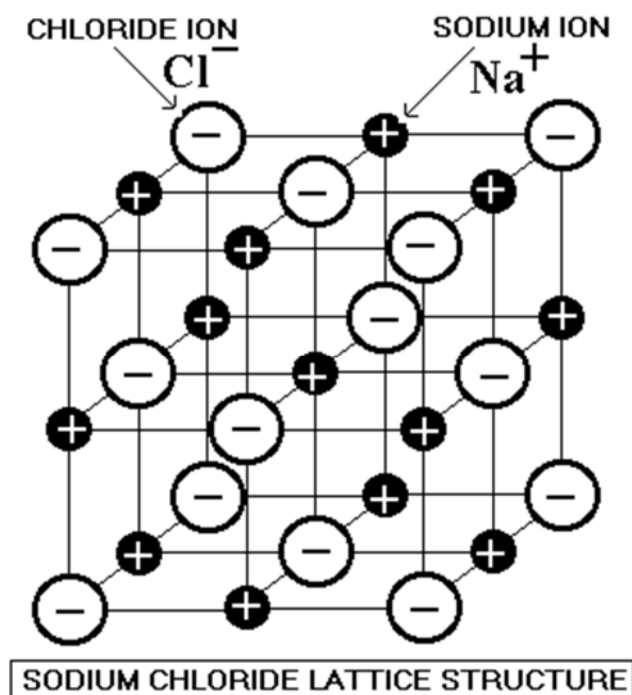 CHLORIDE ION
SODIUM ION
Cl⁻
Na⁺
− + −
+ − +
− + −
+ − +
− + −
+ − +
− + −
+ − +
− + −
SODIUM CHLORIDE LATTICE STRUCTURE